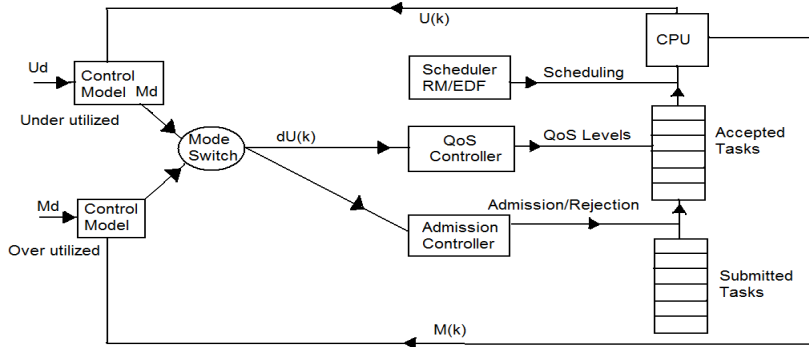 U(k)
CPU
Ud
Control
Model Md
Under utilized
Scheduler
RM/EDF
Scheduling
Mode
Switch
dU(k)
QoS
Controller
QoS Levels
Accepted
Tasks
Md
Control
Model
Over utilized
Admission
Controller
Admission/Rejection
Submitted
Tasks
M(k)